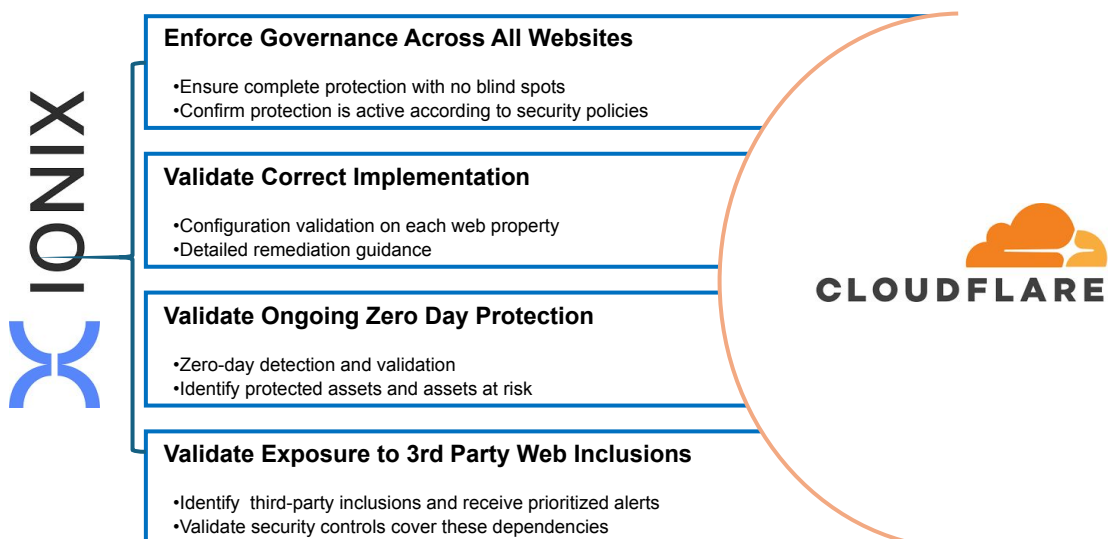 IONIX
Enforce Governance Across All Websites
•Ensure complete protection with no blind spots
•Confirm protection is active according to security policies
Validate Correct Implementation
•Configuration validation on each web property
•Detailed remediation guidance
Validate Ongoing Zero Day Protection
•Zero-day detection and validation
•Identify protected assets and assets at risk
Validate Exposure to 3rd Party Web Inclusions
•Identify  third-party inclusions and receive prioritized alerts
•Validate security controls cover these dependencies
CLOUDFLARE